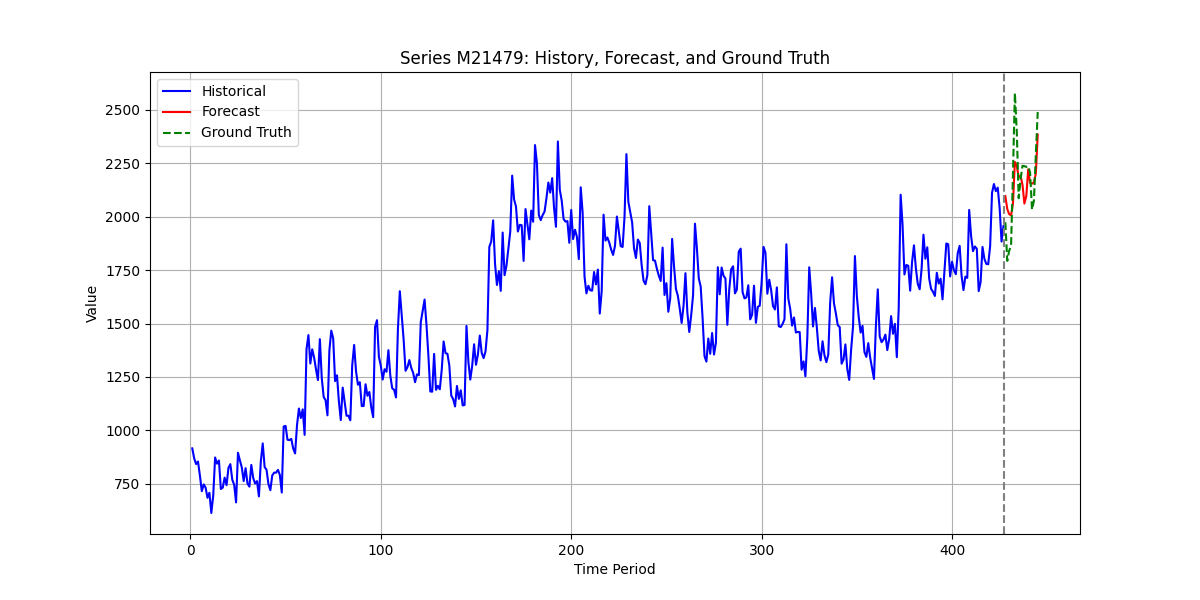 Series M21479: History, Forecast, and Ground Truth
Historical
Forecast
Ground Truth
2500
2250
2000
1750
1500
1250
1000
750
Value
0 100 200 300 400
Time Period